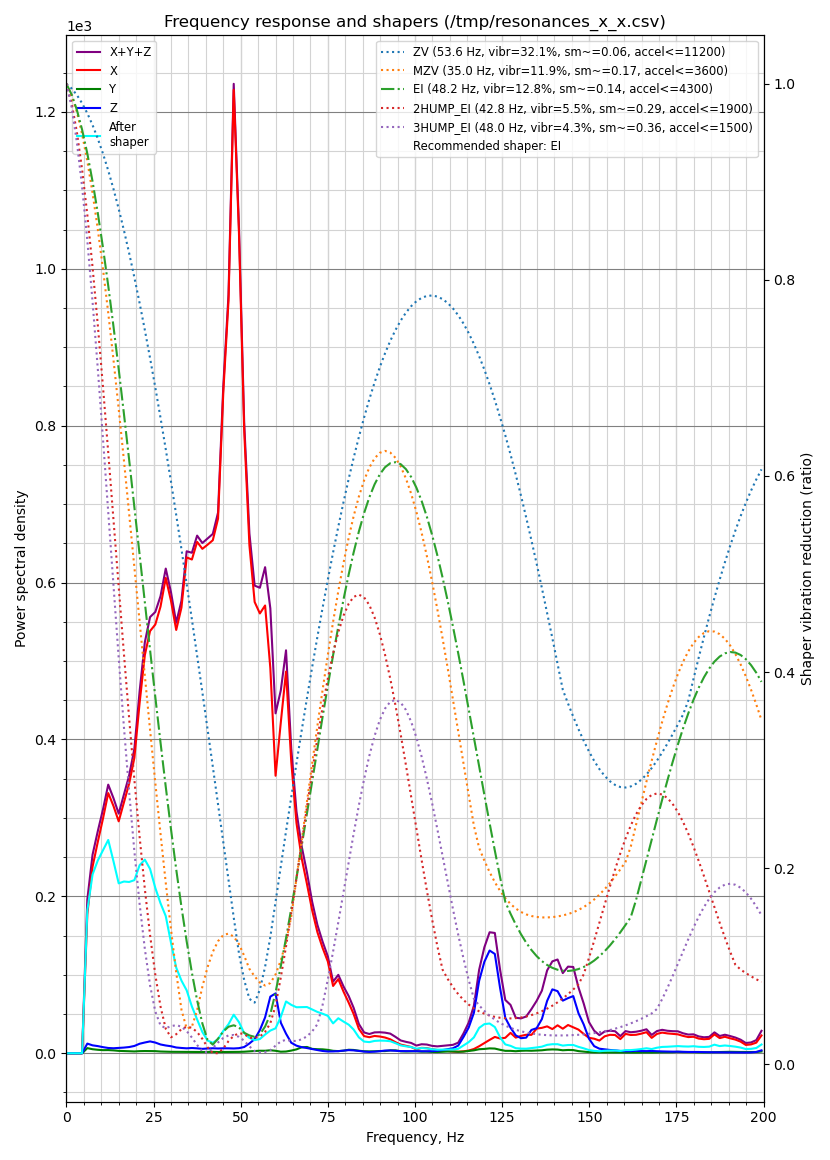 Frequency response and shapers (/tmp/resonances_x_x.csv)
1e3
X+Y+Z
X
Y
Z
After
shaper
ZV (53.6 Hz, vibr=32.1%, sm~=0.06, accel<=11200)
MZV (35.0 Hz, vibr=11.9%, sm~=0.17, accel<=3600)
EI (48.2 Hz, vibr=12.8%, sm~=0.14, accel<=4300)
2HUMP_EI (42.8 Hz, vibr=5.5%, sm~=0.29, accel<=1900)
3HUMP_EI (48.0 Hz, vibr=4.3%, sm~=0.36, accel<=1500)
Recommended shaper: EI
Power spectral density
1.2
1.0
0.8
0.6
0.4
0.2
0.0
1.0
0.8
0.6
0.4
0.2
0.0
Shaper vibration reduction (ratio)
0 25 50 75 100 125 150 175 200
Frequency, Hz